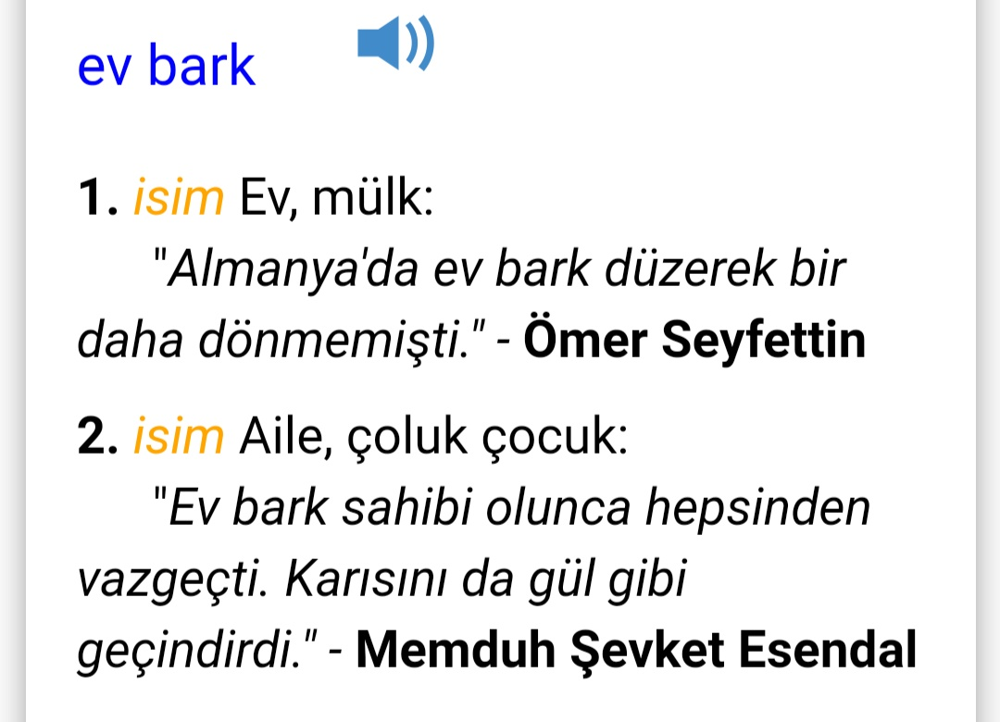 ev bark
1. isim Ev, mülk:
"Almanya'da ev bark düzerek bir
daha dönmemişti." - Ömer Seyfettin
2. isim Aile, çoluk çocuk:
"Ev bark sahibi olunca hepsinden
vazgeçti. Karısını da gül gibi
geçindirdi." - Memduh Şevket Esendal